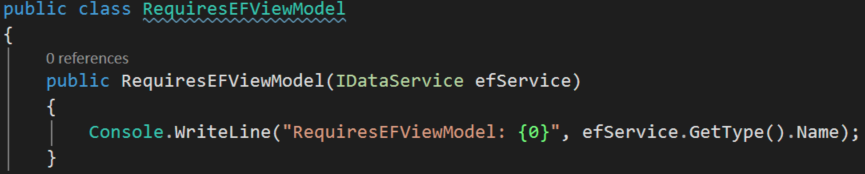 public class RequiresEFViewModel
{
0 references
public RequiresEFViewModel(IDataService efService)
{
Console.WriteLine("RequiresEFViewModel: {0}", efService.GetType().Name);
}